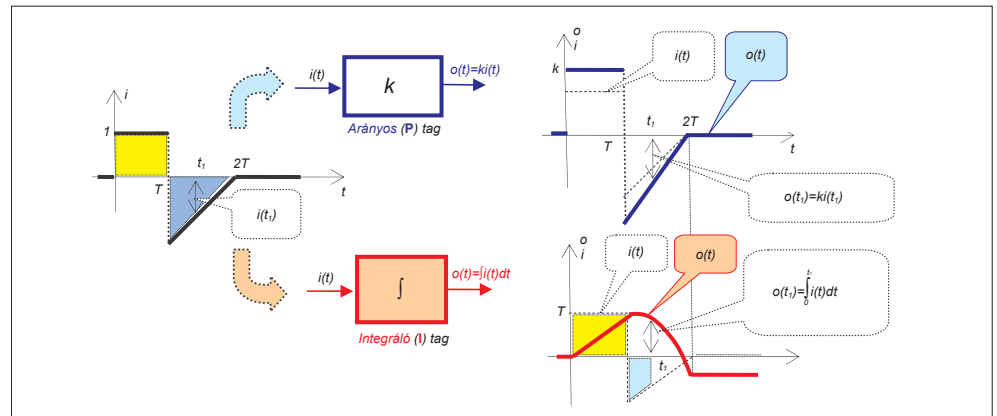 i
1
t₁
2T
T
t
i(t₁)
i(t)
k
o(t)=ki(t)
Arányos (P) tag
i(t)
∫
o(t)=∫i(t)dt
Integráló (I) tag
o
i
k
i(t)
o(t)
t₁
2T
T
t
o(t₁)=ki(t₁)
o
i
i(t)
o(t)
T
t₁
t
o(t₁)=∫i(t)dt
t₁
0